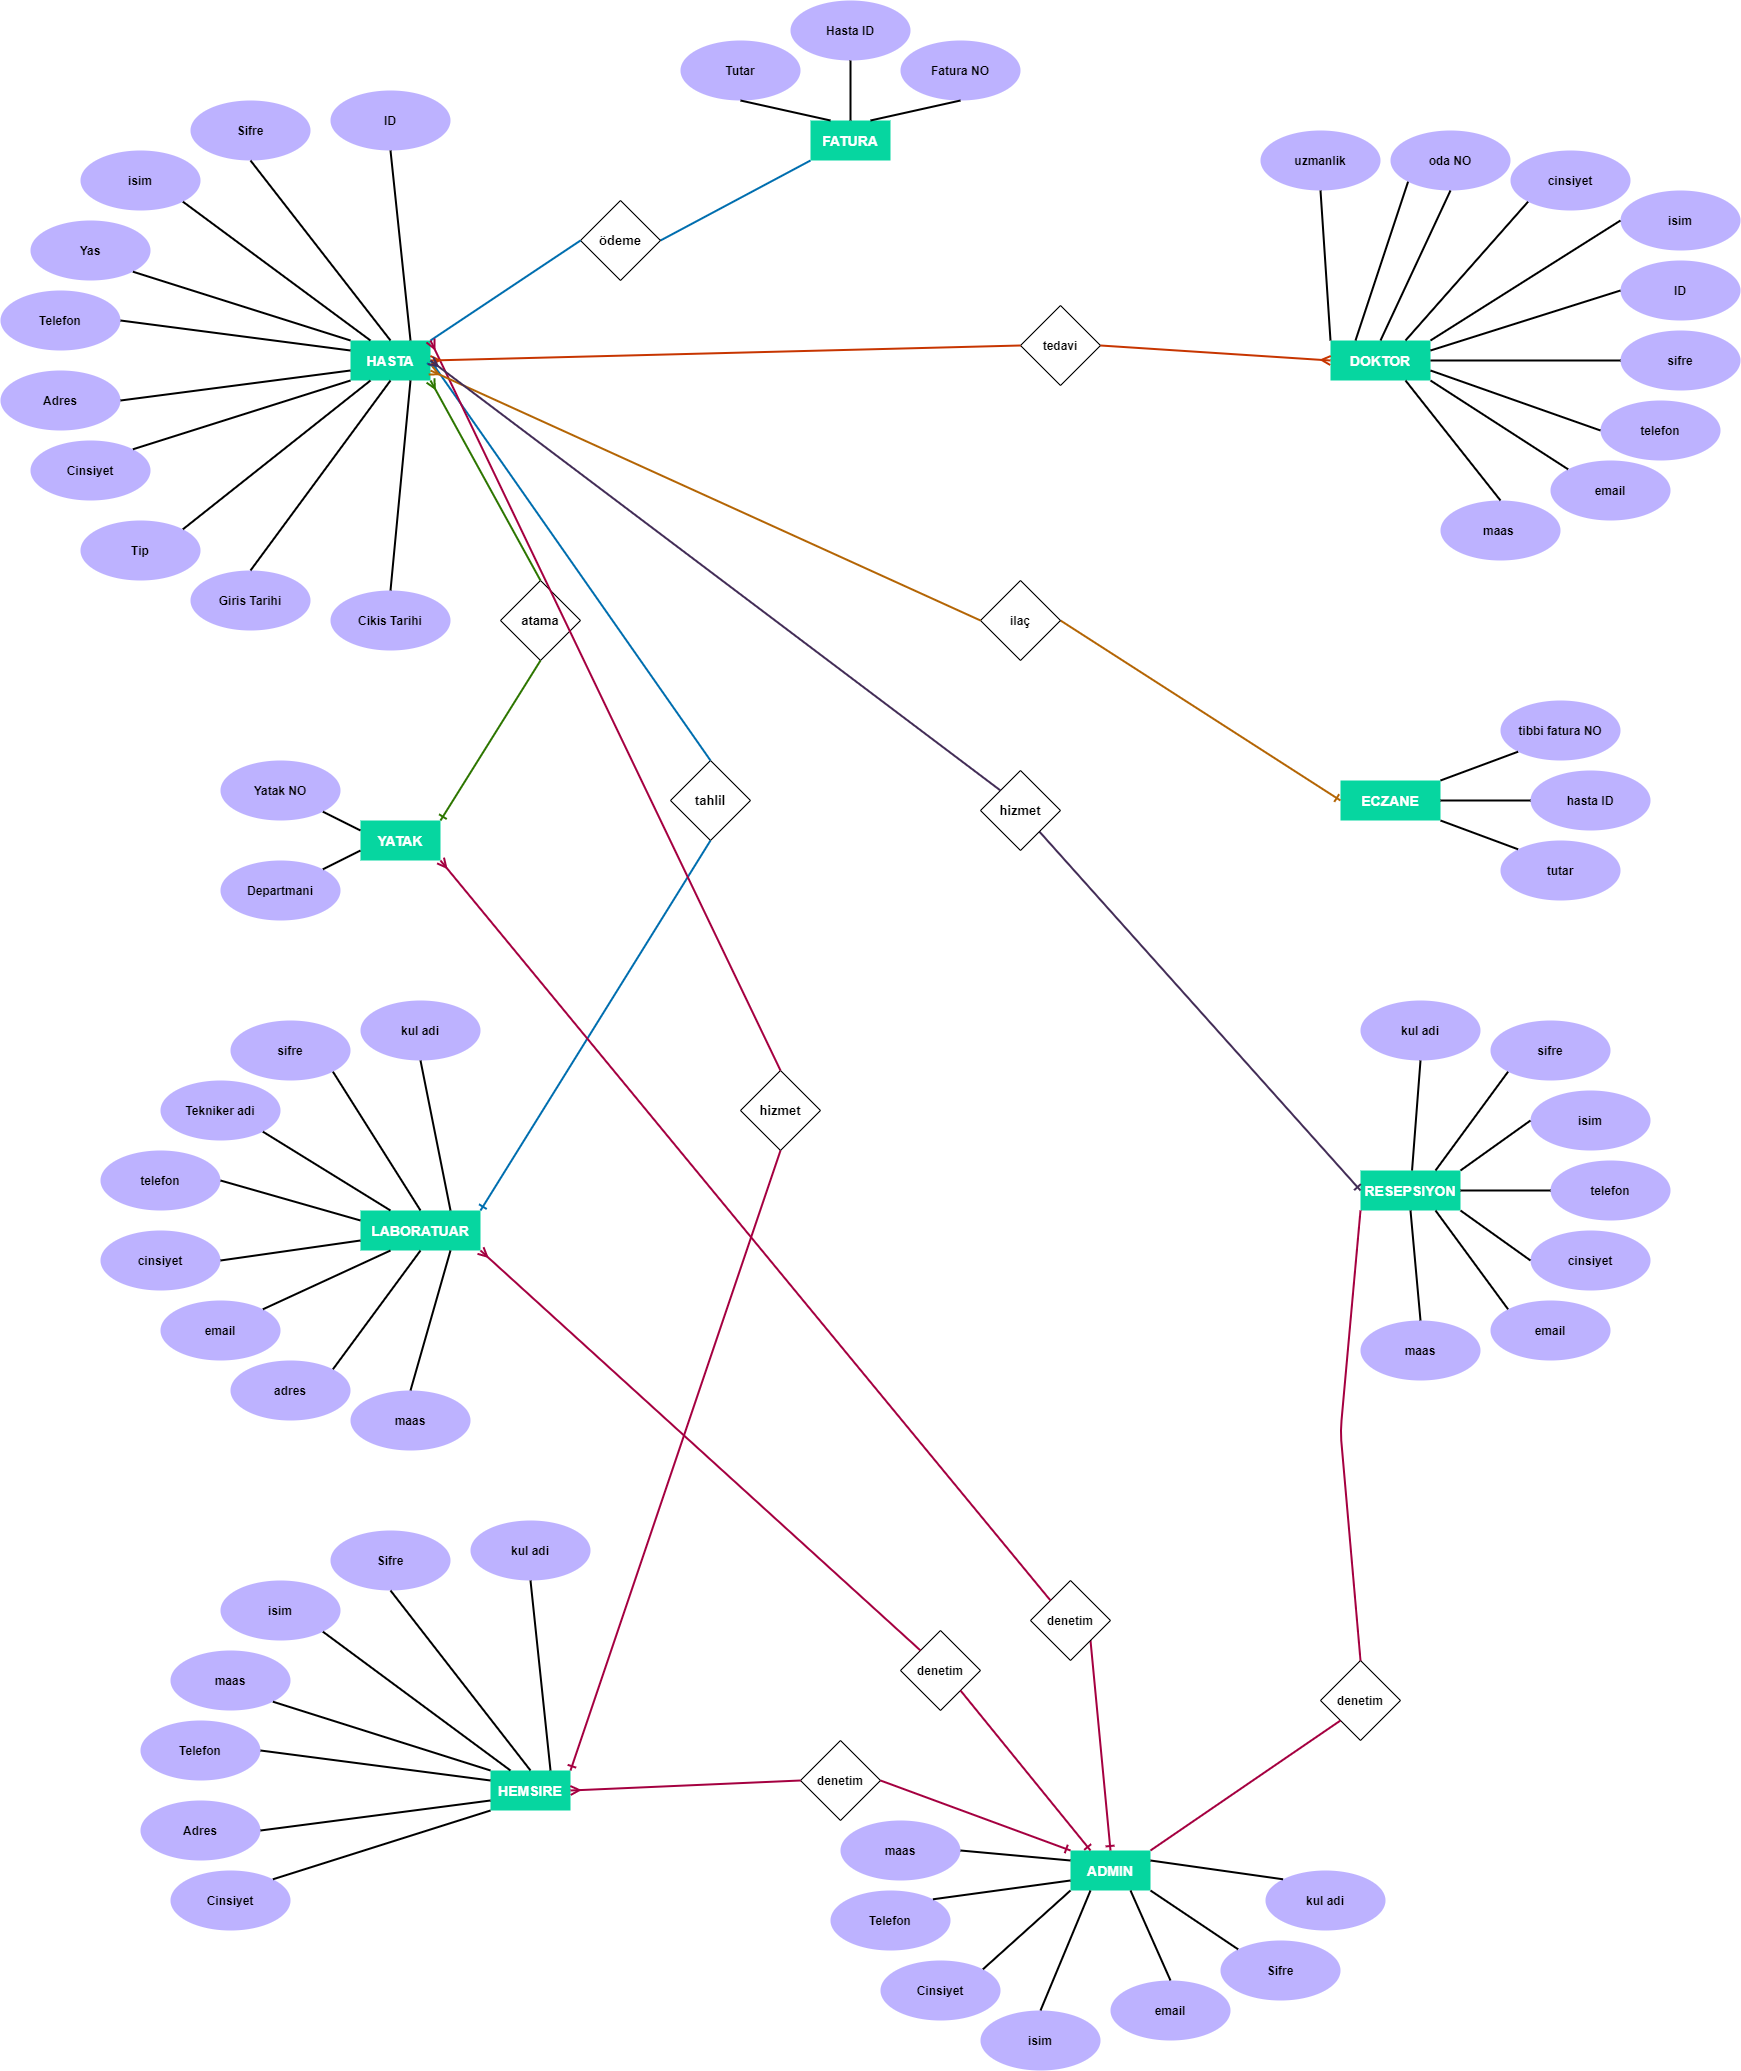 Hasta ID
Tutar
Fatura NO
FATURA
ID
Sifre
isim
Yas
Telefon
HASTA
Adres
Cinsiyet
Tip
Giris Tarihi
Cikis Tarihi
ödeme
uzmanlik
oda NO
cinsiyet
isim
ID
sifre
DOKTOR
telefon
email
maas
tedavi
atama
ilaç
tahlil
hizmet
hizmet
Yatak NO
YATAK
Departmani
tibbi fatura NO
ECZANE
hasta ID
tutar
kul adi
sifre
Tekniker adi
telefon
LABORATUAR
cinsiyet
email
adres
maas
kul adi
sifre
isim
RESEPSIYON
telefon
cinsiyet
email
maas
kul adi
Sifre
isim
maas
Telefon
HEMSIRE
Adres
Cinsiyet
denetim
denetim
denetim
denetim
maas
ADMIN
kul adi
Telefon
Sifre
Cinsiyet
email
isim